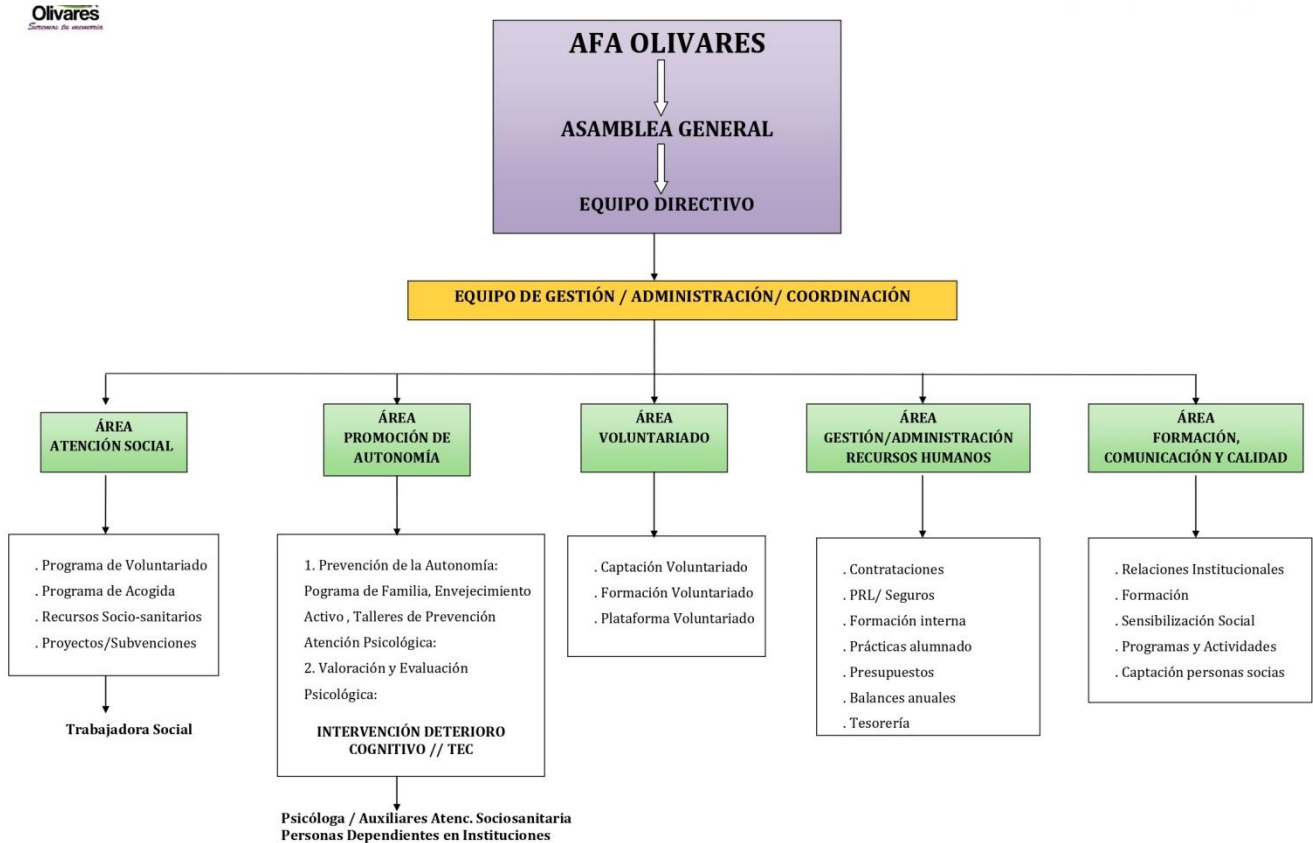 Olivares
Seremos tu memoria
AFA OLIVARES
ASAMBLEA GENERAL
EQUIPO DIRECTIVO
EQUIPO DE GESTIÓN / ADMINISTRACIÓN/ COORDINACIÓN
ÁREA
ATENCIÓN SOCIAL
. Programa de Voluntariado
. Programa de Acogida
. Recursos Socio-sanitarios
. Proyectos/Subvenciones
Trabajadora Social
ÁREA
PROMOCIÓN DE
AUTONOMÍA
1. Prevención de la Autonomía:
Pograma de Familia, Envejecimiento
Activo , Talleres de Prevención
Atención Psicológica:
2. Valoración y Evaluación
Psicológica:
INTERVENCIÓN DETERIORO
COGNITIVO // TEC
Psicóloga / Auxiliares Atenc. Sociosanitaria
Personas Dependientes en Instituciones
ÁREA
VOLUNTARIADO
. Captación Voluntariado
. Formación Voluntariado
. Plataforma Voluntariado
ÁREA
GESTIÓN/ADMINISTRACIÓN
RECURSOS HUMANOS
. Contrataciones
. PRL/ Seguros
. Formación interna
. Prácticas alumnado
. Presupuestos
. Balances anuales
. Tesorería
ÁREA
FORMACIÓN,
COMUNICACIÓN Y CALIDAD
. Relaciones Institucionales
. Formación
. Sensibilización Social
. Programas y Actividades
. Captación personas socias